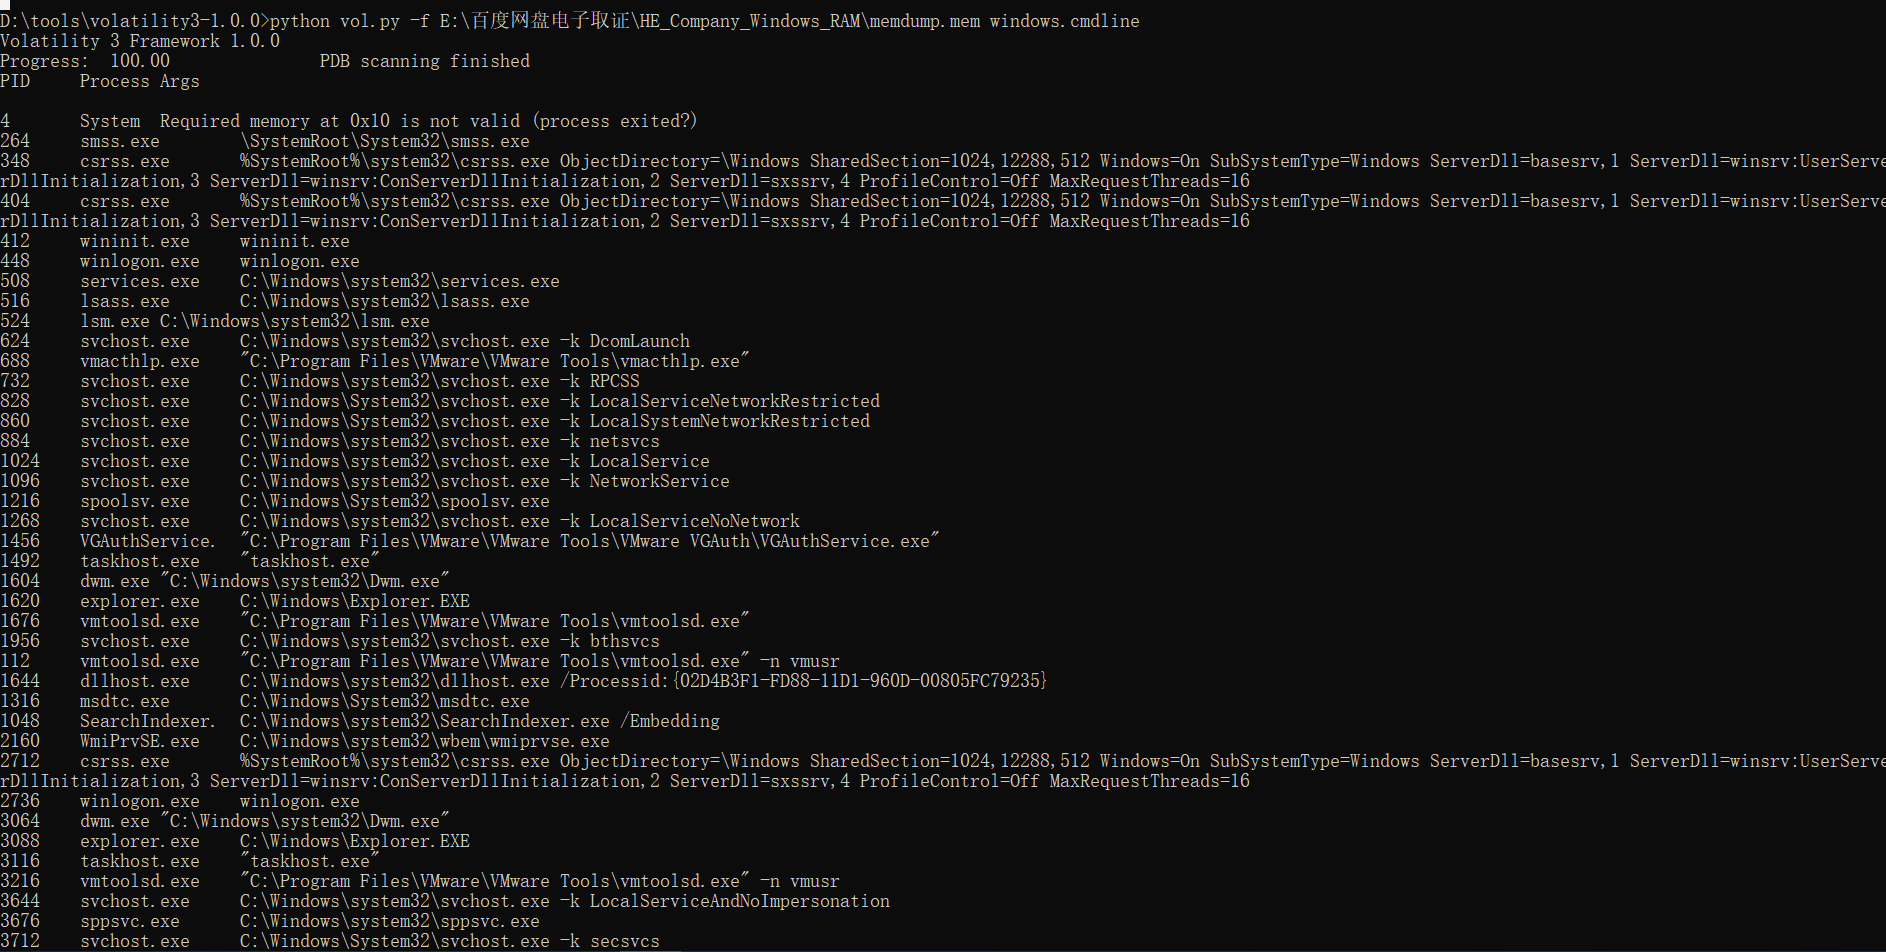 D:\tools\volatility3-1.0.0>python vol.py -f E:\百度网盘电子取证\HE_Company_Windows_RAM\memdump.mem windows.cmdline
Volatility 3 Framework 1.0.0
Progress:  100.00               PDB scanning finished
PID     Process Args

4       System  Required memory at 0x10 is not valid (process exited?)
264     smss.exe        \SystemRoot\System32\smss.exe
348     csrss.exe       %SystemRoot%\system32\csrss.exe ObjectDirectory=\Windows SharedSection=1024,12288,512 Windows=On SubSystemType=Windows ServerDll=basesrv,1 ServerDll=winsrv:UserServe
rDllInitialization,3 ServerDll=winsrv:ConServerDllInitialization,2 ServerDll=sxssrv,4 ProfileControl=Off MaxRequestThreads=16
404     csrss.exe       %SystemRoot%\system32\csrss.exe ObjectDirectory=\Windows SharedSection=1024,12288,512 Windows=On SubSystemType=Windows ServerDll=basesrv,1 ServerDll=winsrv:UserServe
rDllInitialization,3 ServerDll=winsrv:ConServerDllInitialization,2 ServerDll=sxssrv,4 ProfileControl=Off MaxRequestThreads=16
412     wininit.exe     wininit.exe
448     winlogon.exe    winlogon.exe
508     services.exe    C:\Windows\system32\services.exe
516     lsass.exe       C:\Windows\system32\lsass.exe
524     lsm.exe C:\Windows\system32\lsm.exe
624     svchost.exe     C:\Windows\system32\svchost.exe -k DcomLaunch
688     vmacthlp.exe    "C:\Program Files\VMware\VMware Tools\vmacthlp.exe"
732     svchost.exe     C:\Windows\system32\svchost.exe -k RPCSS
828     svchost.exe     C:\Windows\System32\svchost.exe -k LocalServiceNetworkRestricted
860     svchost.exe     C:\Windows\System32\svchost.exe -k LocalSystemNetworkRestricted
884     svchost.exe     C:\Windows\system32\svchost.exe -k netsvcs
1024    svchost.exe     C:\Windows\system32\svchost.exe -k LocalService
1096    svchost.exe     C:\Windows\system32\svchost.exe -k NetworkService
1216    spoolsv.exe     C:\Windows\System32\spoolsv.exe
1268    svchost.exe     C:\Windows\system32\svchost.exe -k LocalServiceNoNetwork
1456    VGAuthService.  "C:\Program Files\VMware\VMware Tools\VMware VGAuth\VGAuthService.exe"
1492    taskhost.exe    "taskhost.exe"
1604    dwm.exe "C:\Windows\system32\Dwm.exe"
1620    explorer.exe    C:\Windows\Explorer.EXE
1676    vmtoolsd.exe    "C:\Program Files\VMware\VMware Tools\vmtoolsd.exe"
1956    svchost.exe     C:\Windows\system32\svchost.exe -k bthsvcs
112     vmtoolsd.exe    "C:\Program Files\VMware\VMware Tools\vmtoolsd.exe" -n vmusr
1644    dllhost.exe     C:\Windows\system32\dllhost.exe /Processid:{02D4B3F1-FD88-11D1-960D-00805FC79235}
1316    msdtc.exe       C:\Windows\System32\msdtc.exe
1048    SearchIndexer.  C:\Windows\system32\SearchIndexer.exe /Embedding
2160    WmiPrvSE.exe    C:\Windows\system32\wbem\wmiprvse.exe
2712    csrss.exe       %SystemRoot%\system32\csrss.exe ObjectDirectory=\Windows SharedSection=1024,12288,512 Windows=On SubSystemType=Windows ServerDll=basesrv,1 ServerDll=winsrv:UserServe
rDllInitialization,3 ServerDll=winsrv:ConServerDllInitialization,2 ServerDll=sxssrv,4 ProfileControl=Off MaxRequestThreads=16
2736    winlogon.exe    winlogon.exe
3064    dwm.exe "C:\Windows\system32\Dwm.exe"
3088    explorer.exe    C:\Windows\Explorer.EXE
3116    taskhost.exe    "taskhost.exe"
3216    vmtoolsd.exe    "C:\Program Files\VMware\VMware Tools\vmtoolsd.exe" -n vmusr
3644    svchost.exe     C:\Windows\system32\svchost.exe -k LocalServiceAndNoImpersonation
3676    sppsvc.exe      C:\Windows\system32\sppsvc.exe
3712    svchost.exe     C:\Windows\System32\svchost.exe -k secsvcs